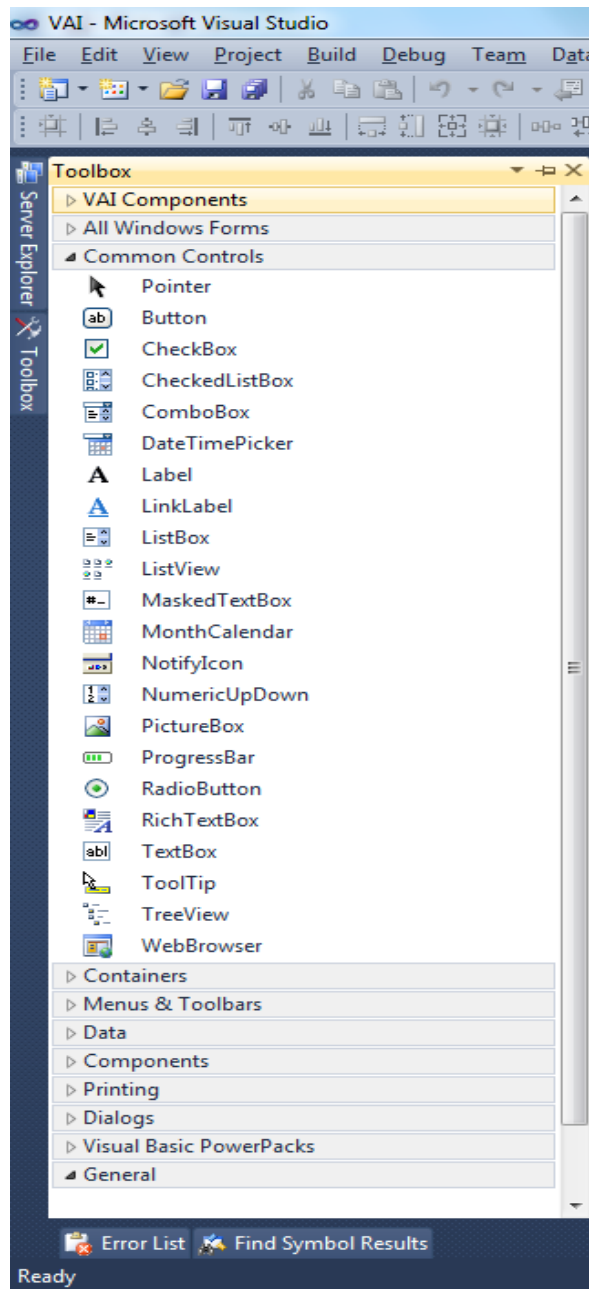 VAI - Microsoft Visual Studio
File Edit View Project Build Debug Team Data
Toolbox
Server Explorer
Toolbox
VAI Components
All Windows Forms
Common Controls
Pointer
ab Button
CheckBox
CheckedListBox
ComboBox
DateTimePicker
A Label
A LinkLabel
ListBox
ListView
#_ MaskedTextBox
MonthCalendar
NotifyIcon
NumericUpDown
PictureBox
ProgressBar
RadioButton
RichTextBox
abl TextBox
ToolTip
TreeView
WebBrowser
Containers
Menus & Toolbars
Data
Components
Printing
Dialogs
Visual Basic PowerPacks
General
Error List Find Symbol Results
Ready